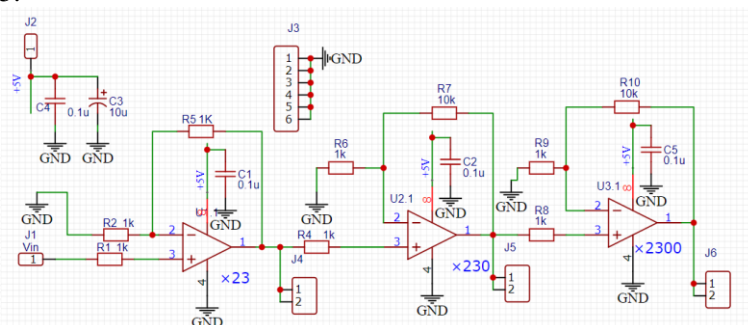 J2
1
+5V
C4
0.1u
C3
10u
GND
GND
J3
1
2
3
4
5
6
GND
R5 1K
+5V
C1
0.1u
GND
8
GND
R2 1k
J1
Vin
1
R1 1k
2
3
1
4
×23
GND
J4
1
2
R4 1k
R6
1k
GND
R7
10k
+5V
C2
0.1u
GND
U2.1
8
2
3
1
4
×230
GND
J5
1
2
R9
1k
GND
R8
1k
R10
10k
+5V
C5
0.1u
GND
U3.1
8
2
3
1
4
×2300
GND
J6
1
2